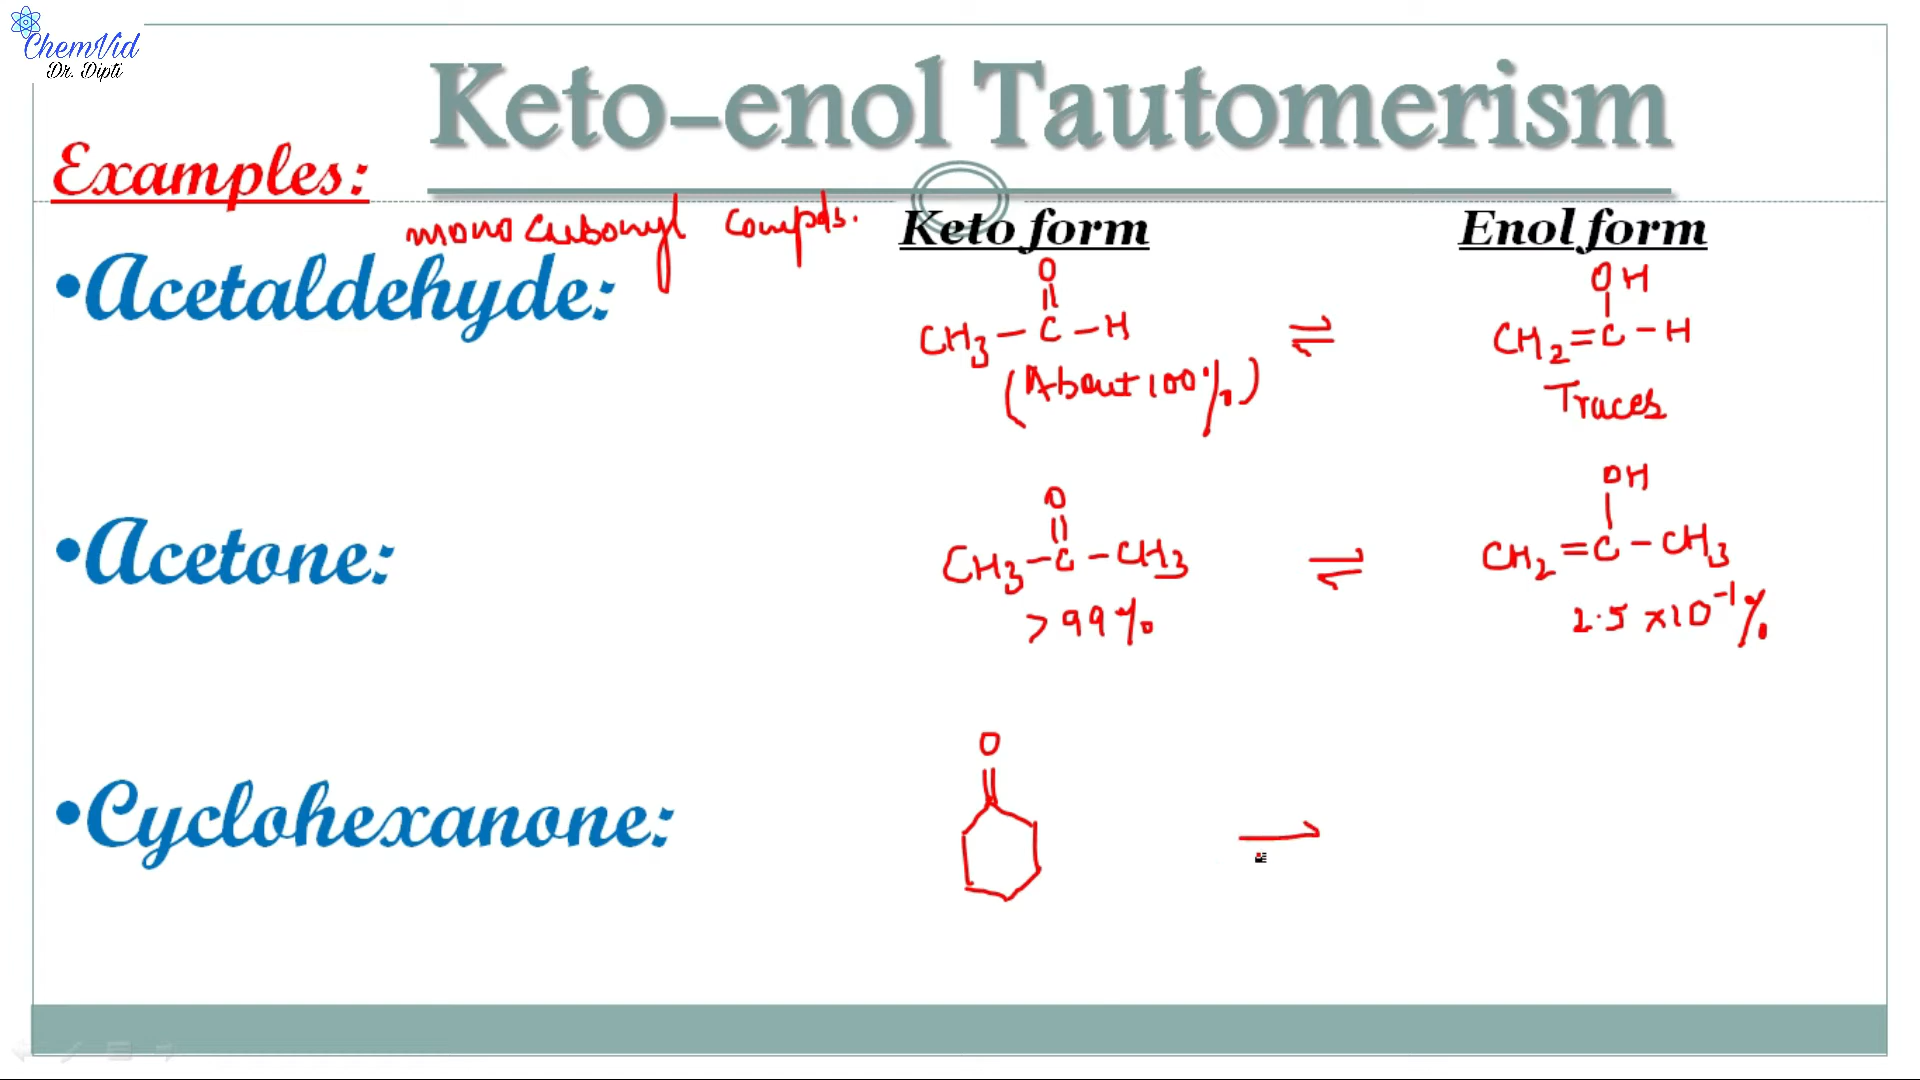 ChemVid
Dr. Dipti
Keto-enol Tautomerism
Examples:
mono carbonyl compds.
Keto form
Enol form
•Acetaldehyde:
O
OH
CH3 - C - H ⇌ CH2 = C - H
(About 100%)
Traces
OH
O
•Acetone:
CH3 - C - CH3 ⇌ CH2 = C - CH3
> 99%
2.5 × 10⁻¹%
O
•Cyclohexanone: